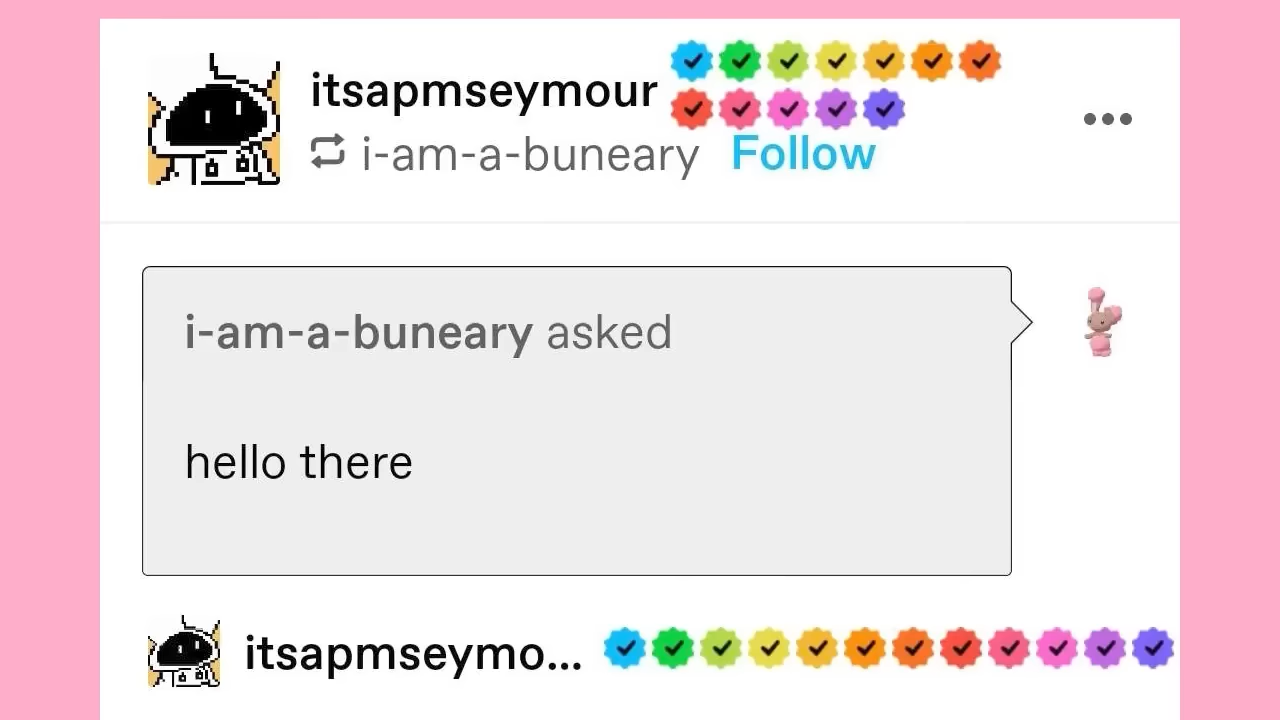 itsapmseymour
i-am-a-buneary Follow
i-am-a-buneary asked
hello there
itsapmseymo...